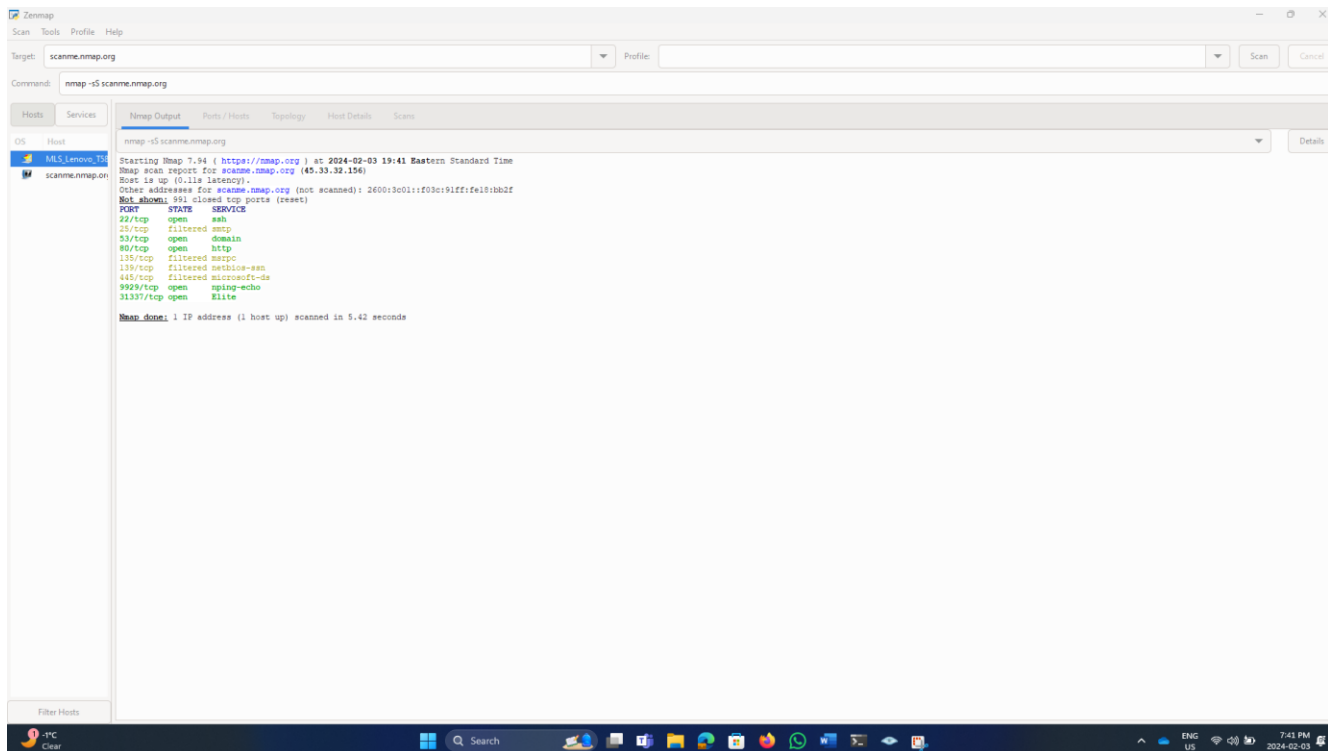 Zenmap
Scan Tools Profile Help
Target: scanme.nmap.org Profile: Scan Cancel
Command: nmap -sS scanme.nmap.org
Hosts Services Nmap Output Ports / Hosts Topology Host Details Scans
OS Host nmap -sS scanme.nmap.org Details
MLS_Lenovo_T58
scanme.nmap.org
Starting Nmap 7.94 ( https://nmap.org ) at 2024-02-03 19:41 Eastern Standard Time
Nmap scan report for scanme.nmap.org (45.33.32.156)
Host is up (0.11s latency).
Other addresses for scanme.nmap.org (not scanned): 2600:3c01::f03c:91ff:fe18:bb2f
Not shown: 991 closed tcp ports (reset)
PORT STATE SERVICE
22/tcp open ssh
25/tcp filtered smtp
53/tcp open domain
80/tcp open http
135/tcp filtered msrpc
139/tcp filtered netbios-ssn
445/tcp filtered microsoft-ds
9929/tcp open nping-echo
31337/tcp open Elite
Nmap done: 1 IP address (1 host up) scanned in 5.42 seconds
Filter Hosts
1 -1°C
Clear
Search
ENG
US
7:41 PM
2024-02-03